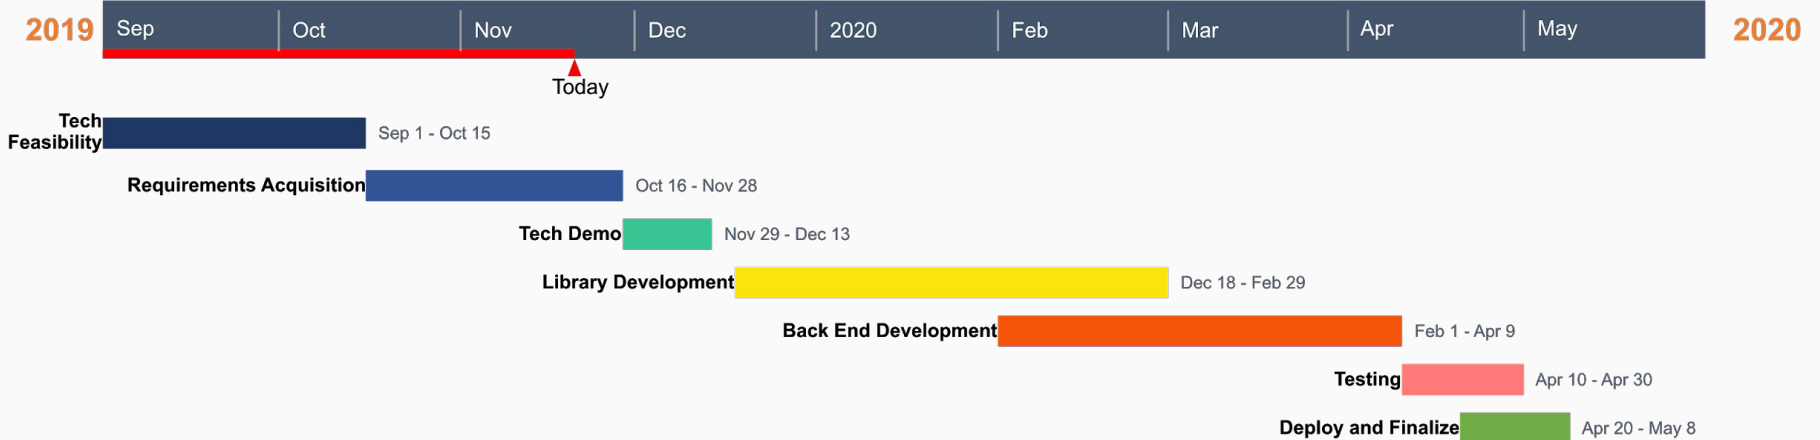 2019 Sep Oct Nov Dec 2020 Feb Mar Apr May 2020
Today
Tech
Feasibility Sep 1 - Oct 15
Requirements Acquisition Oct 16 - Nov 28
Tech Demo Nov 29 - Dec 13
Library Development Dec 18 - Feb 29
Back End Development Feb 1 - Apr 9
Testing Apr 10 - Apr 30
Deploy and Finalize Apr 20 - May 8